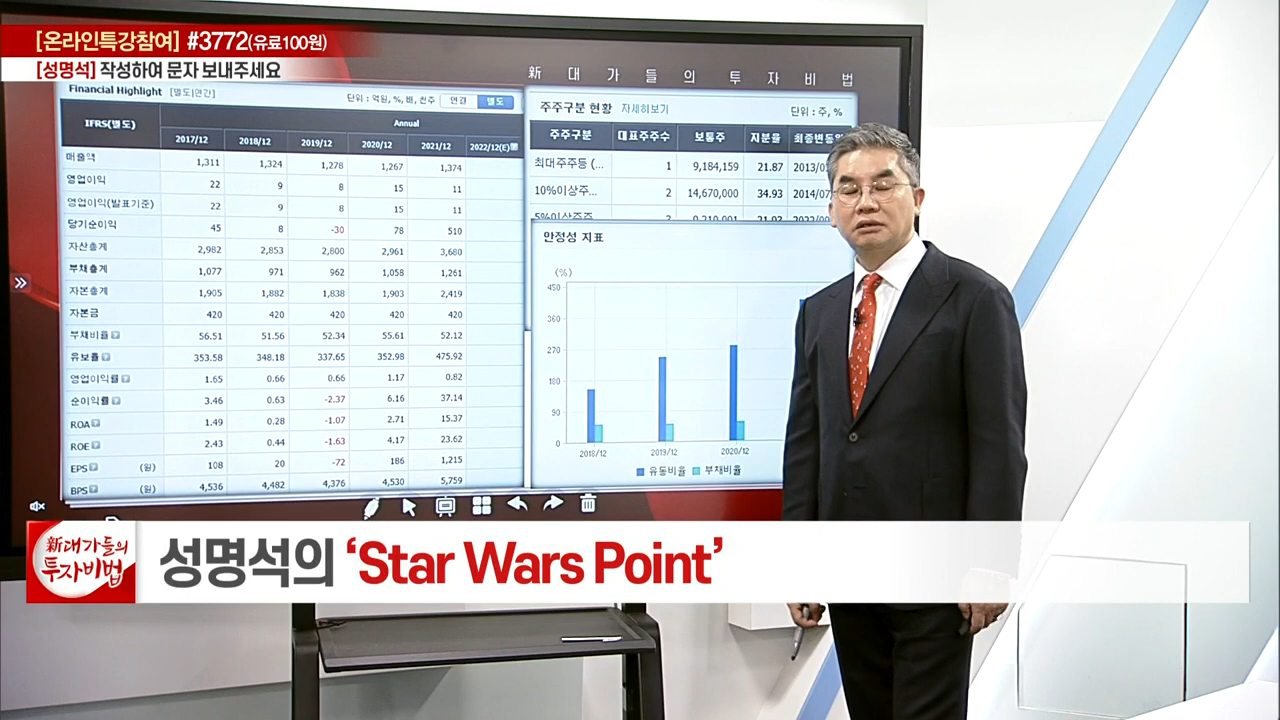 [온라인특강참여] #3772(유료100원)
[성명석] 작성하여 문자 보내주세요
新 대 가 들 의 투 자 비 법
Financial Highlight [별도|연간] 단위 : 억원, %, 배, 천주 연결 별도
IFRS(별도) Annual
2017/12 2018/12 2019/12 2020/12 2021/12 2022/12(E)
매출액 1,311 1,324 1,278 1,267 1,374
영업이익 22 9 8 15 11
영업이익(발표기준) 22 9 8 15 11
당기순이익 45 8 -30 78 510
자산총계 2,982 2,853 2,800 2,961 3,680
부채총계 1,077 971 962 1,058 1,261
자본총계 1,905 1,882 1,838 1,903 2,419
자본금 420 420 420 420 420
부채비율 56.51 51.56 52.34 55.61 52.12
유보률 353.58 348.18 337.65 352.98 475.92
영업이익률 1.65 0.66 0.66 1.17 0.82
순이익률 3.46 0.63 -2.37 6.16 37.14
ROA 1.49 0.28 -1.07 2.71 15.37
ROE 2.43 0.44 -1.63 4.17 23.62
EPS (원) 108 20 -72 186 1,215
BPS (원) 4,536 4,482 4,376 4,530 5,759
주주구분 현황 자세히보기 단위 : 주, %
주주구분 대표주주수 보통주 지분율 최종변동
최대주주등 (... 1 9,184,159 21.87 2013/0
10%이상주... 2 14,670,000 34.93 2014/07
5%이상주주
안정성 지표
(%)
450
360
270
180
90
0
2018/12 2019/12 2020/12
유동비율 부채비율
新대가들의
투자비법
성명석의 ‘Star Wars Point’